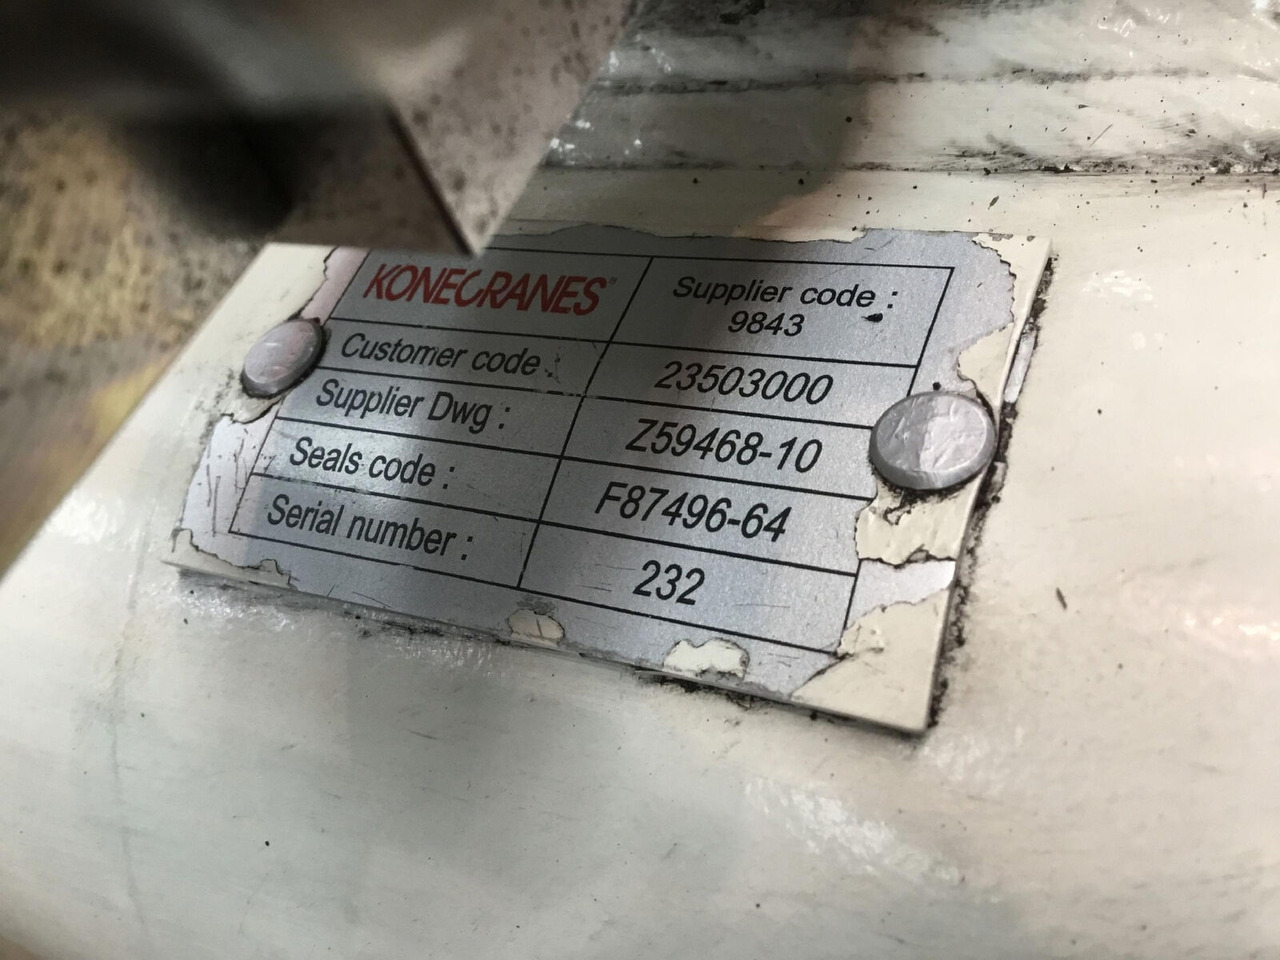 KONECRANES®
Supplier code :
9843
Customer code : 23503000
Supplier Dwg : Z59468-10
Seals code : F87496-64
Serial number : 232